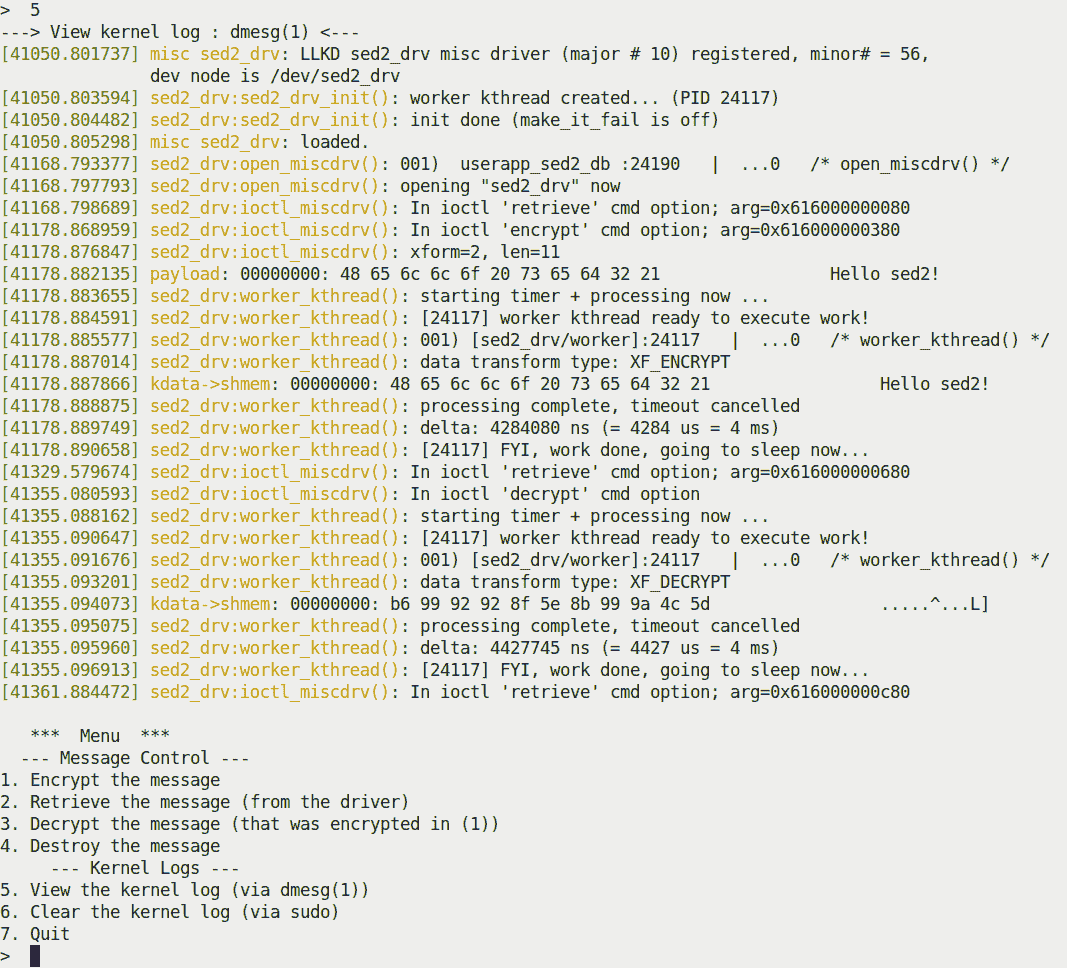 >  5
---> View kernel log : dmesg(1) <---
[41050.801737] misc sed2_drv: LLKD sed2_drv misc driver (major # 10) registered, minor# = 56,
               dev node is /dev/sed2_drv
[41050.803594] sed2_drv:sed2_drv_init(): worker kthread created... (PID 24117)
[41050.804482] sed2_drv:sed2_drv_init(): init done (make_it_fail is off)
[41050.805298] misc sed2_drv: loaded.
[41168.793377] sed2_drv:open_miscdrv(): 001)  userapp_sed2_db :24190   |  ...0   /* open_miscdrv() */
[41168.797793] sed2_drv:open_miscdrv(): opening "sed2_drv" now
[41168.798689] sed2_drv:ioctl_miscdrv(): In ioctl 'retrieve' cmd option; arg=0x616000000080
[41178.868959] sed2_drv:ioctl_miscdrv(): In ioctl 'encrypt' cmd option; arg=0x616000000380
[41178.876847] sed2_drv:ioctl_miscdrv(): xform=2, len=11
[41178.882135] payload: 00000000: 48 65 6c 6c 6f 20 73 65 64 32 21                 Hello sed2!
[41178.883655] sed2_drv:worker_kthread(): starting timer + processing now ...
[41178.884591] sed2_drv:worker_kthread(): [24117] worker kthread ready to execute work!
[41178.885577] sed2_drv:worker_kthread(): 001) [sed2_drv/worker]:24117   |  ...0   /* worker_kthread() */
[41178.887014] sed2_drv:worker_kthread(): data transform type: XF_ENCRYPT
[41178.887866] kdata->shmem: 00000000: 48 65 6c 6c 6f 20 73 65 64 32 21                 Hello sed2!
[41178.888875] sed2_drv:worker_kthread(): processing complete, timeout cancelled
[41178.889749] sed2_drv:worker_kthread(): delta: 4284080 ns (= 4284 us = 4 ms)
[41178.890658] sed2_drv:worker_kthread(): [24117] FYI, work done, going to sleep now...
[41329.579674] sed2_drv:ioctl_miscdrv(): In ioctl 'retrieve' cmd option; arg=0x616000000680
[41355.080593] sed2_drv:ioctl_miscdrv(): In ioctl 'decrypt' cmd option
[41355.088162] sed2_drv:worker_kthread(): starting timer + processing now ...
[41355.090647] sed2_drv:worker_kthread(): [24117] worker kthread ready to execute work!
[41355.091676] sed2_drv:worker_kthread(): 001) [sed2_drv/worker]:24117   |  ...0   /* worker_kthread() */
[41355.093201] sed2_drv:worker_kthread(): data transform type: XF_DECRYPT
[41355.094073] kdata->shmem: 00000000: b6 99 92 92 8f 5e 8b 99 9a 4c 5d                 .....^...L]
[41355.095075] sed2_drv:worker_kthread(): processing complete, timeout cancelled
[41355.095960] sed2_drv:worker_kthread(): delta: 4427745 ns (= 4427 us = 4 ms)
[41355.096913] sed2_drv:worker_kthread(): [24117] FYI, work done, going to sleep now...
[41361.884472] sed2_drv:ioctl_miscdrv(): In ioctl 'retrieve' cmd option; arg=0x616000000c80
   ***  Menu  ***
  --- Message Control ---
1. Encrypt the message
2. Retrieve the message (from the driver)
3. Decrypt the message (that was encrypted in (1))
4. Destroy the message
     --- Kernel Logs ---
5. View the kernel log (via dmesg(1))
6. Clear the kernel log (via sudo)
7. Quit
>